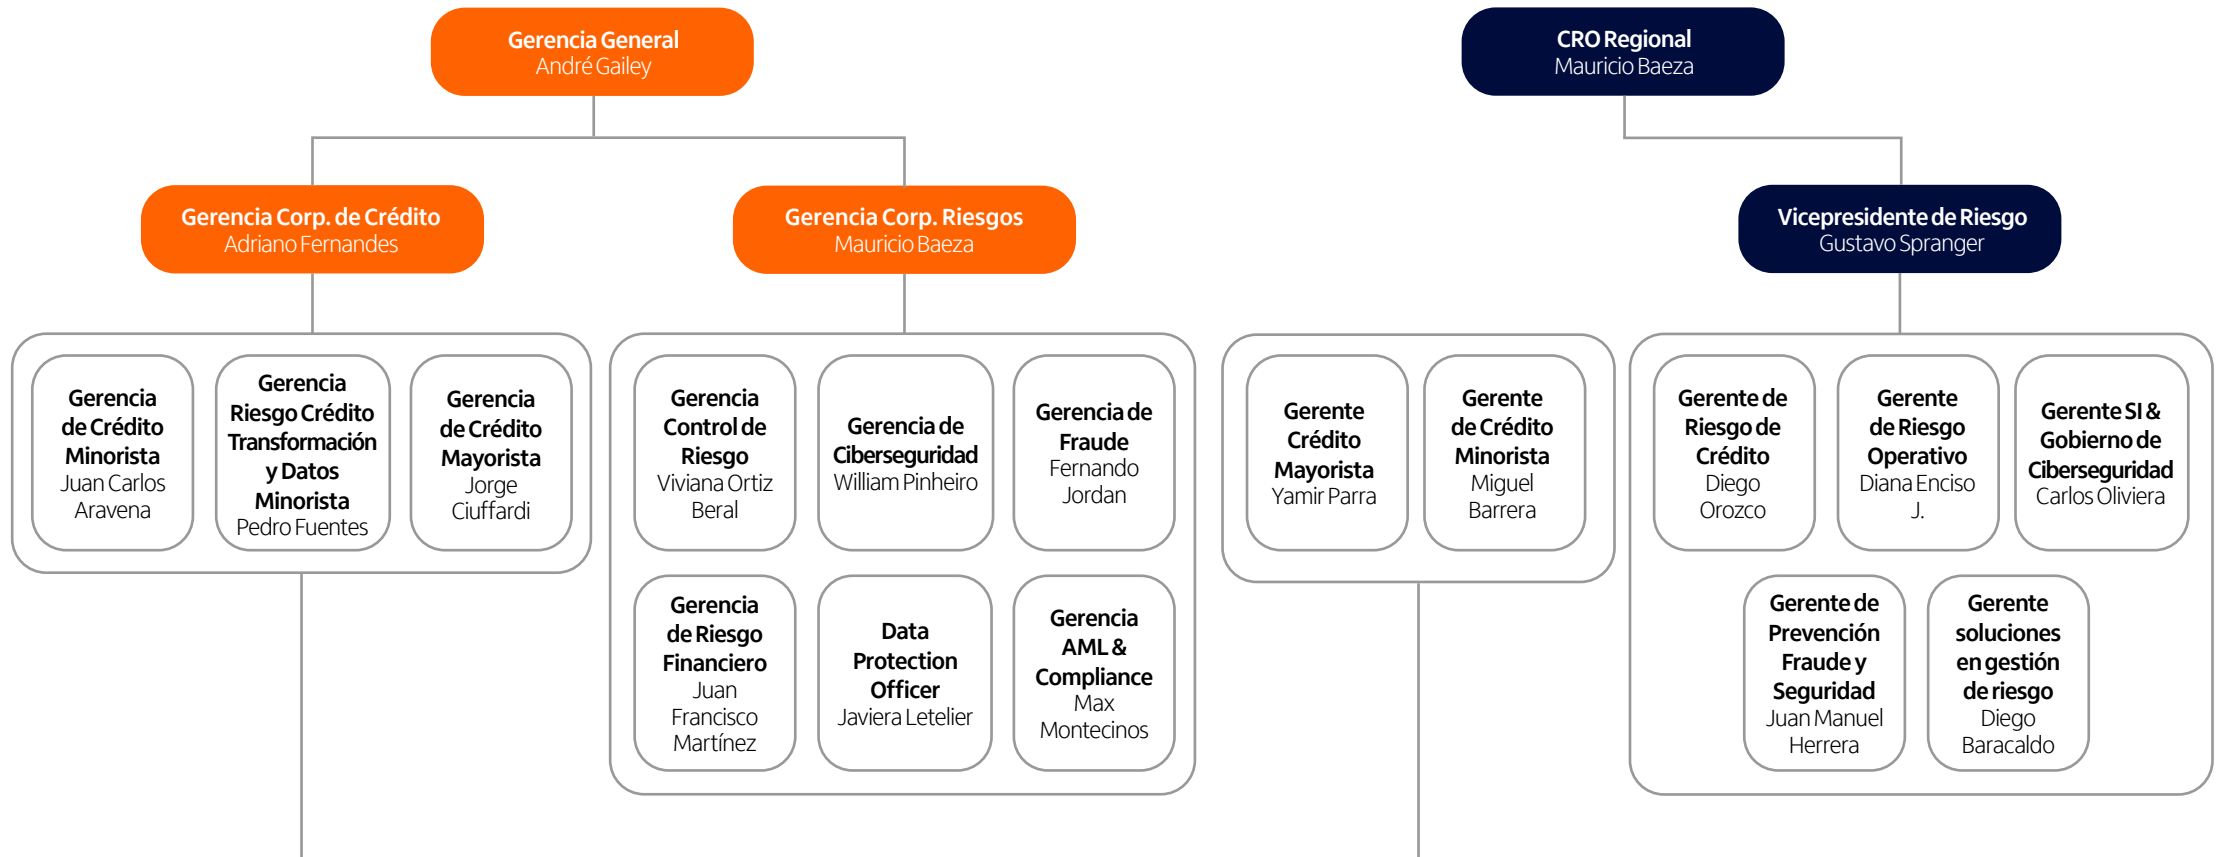 Gerencia General
André Gailey
CRO Regional
Mauricio Baeza
Gerencia Corp. de Crédito
Adriano Fernandes
Gerencia Corp. Riesgos
Mauricio Baeza
Vicepresidente de Riesgo
Gustavo Spranger
Gerencia
de Crédito
Minorista
Juan Carlos
Aravena
Gerencia
Riesgo Crédito
Transformación
y Datos
Minorista
Pedro Fuentes
Gerencia
de Crédito
Mayorista
Jorge
Ciuffardi
Gerencia
Control de
Riesgo
Viviana Ortiz
Beral
Gerencia de
Ciberseguridad
William Pinheiro
Gerencia de
Fraude
Fernando
Jordan
Gerencia
de Riesgo
Financiero
Juan
Francisco
Martínez
Data
Protection
Officer
Javiera Letelier
Gerencia
AML &
Compliance
Max
Montecinos
Gerente
Crédito
Mayorista
Yamir Parra
Gerente
de Crédito
Minorista
Miguel
Barrera
Gerente de
Riesgo de
Crédito
Diego
Orozco
Gerente
de Riesgo
Operativo
Diana Enciso
J.
Gerente SI &
Gobierno de
Ciberseguridad
Carlos Oliviera
Gerente de
Prevención
Fraude y
Seguridad
Juan Manuel
Herrera
Gerente
soluciones
en gestión
de riesgo
Diego
Baracaldo